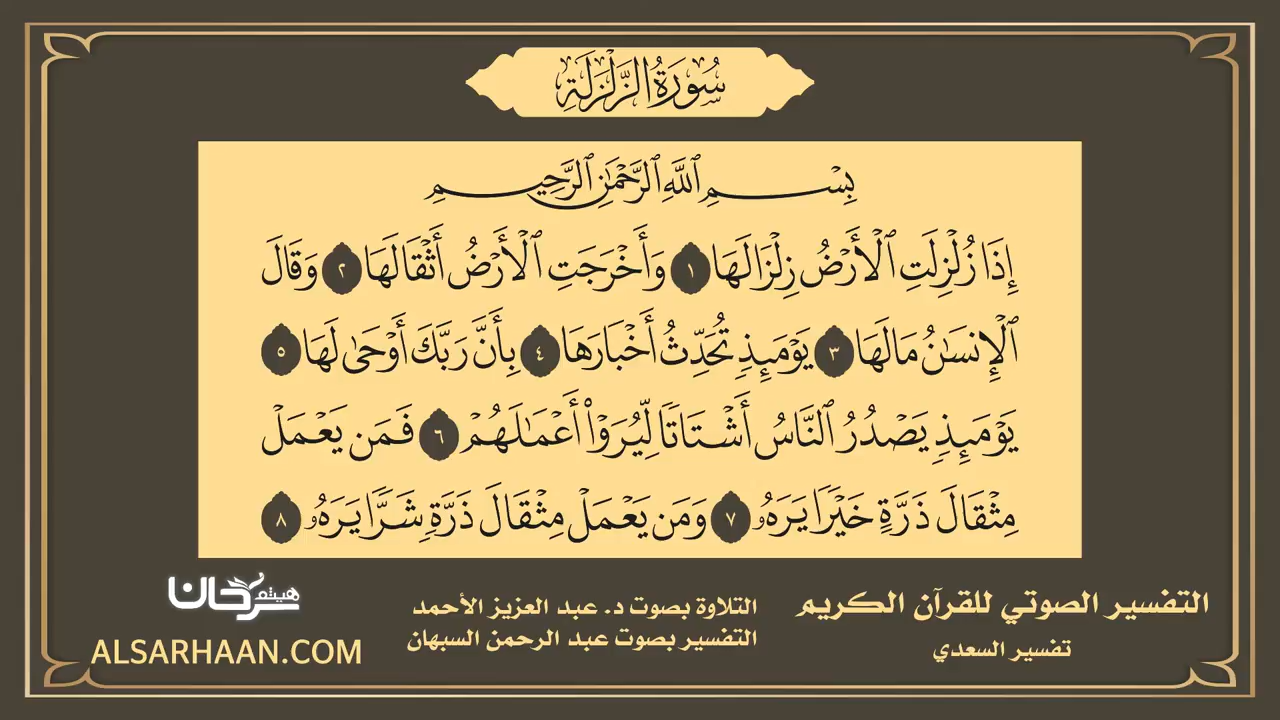 سُورَةُ الزَّلْزَلَةِ
بِسْمِ ٱللَّهِ ٱلرَّحْمَٰنِ ٱلرَّحِيمِ
إِذَا زُلْزِلَتِ ٱلْأَرْضُ زِلْزَالَهَا ١ وَأَخْرَجَتِ ٱلْأَرْضُ أَثْقَالَهَا ٢ وَقَالَ
ٱلْإِنسَٰنُ مَا لَهَا ٣ يَوْمَئِذٍ تُحَدِّثُ أَخْبَارَهَا ٤ بِأَنَّ رَبَّكَ أَوْحَىٰ لَهَا ٥
يَوْمَئِذٍ يَصْدُرُ ٱلنَّاسُ أَشْتَاتًا لِّيُرَوْا۟ أَعْمَٰلَهُمْ ٦ فَمَن يَعْمَلْ
مِثْقَالَ ذَرَّةٍ خَيْرًا يَرَهُۥ ٧ وَمَن يَعْمَلْ مِثْقَالَ ذَرَّةٍ شَرًّا يَرَهُۥ ٨
التفسير الصوتي للقرآن الكريم
تفسير السعدي
التلاوة بصوت د. عبد العزيز الأحمد
التفسير بصوت عبد الرحمن السبهان
هيثم سرحان
ALSARHAAN.COM